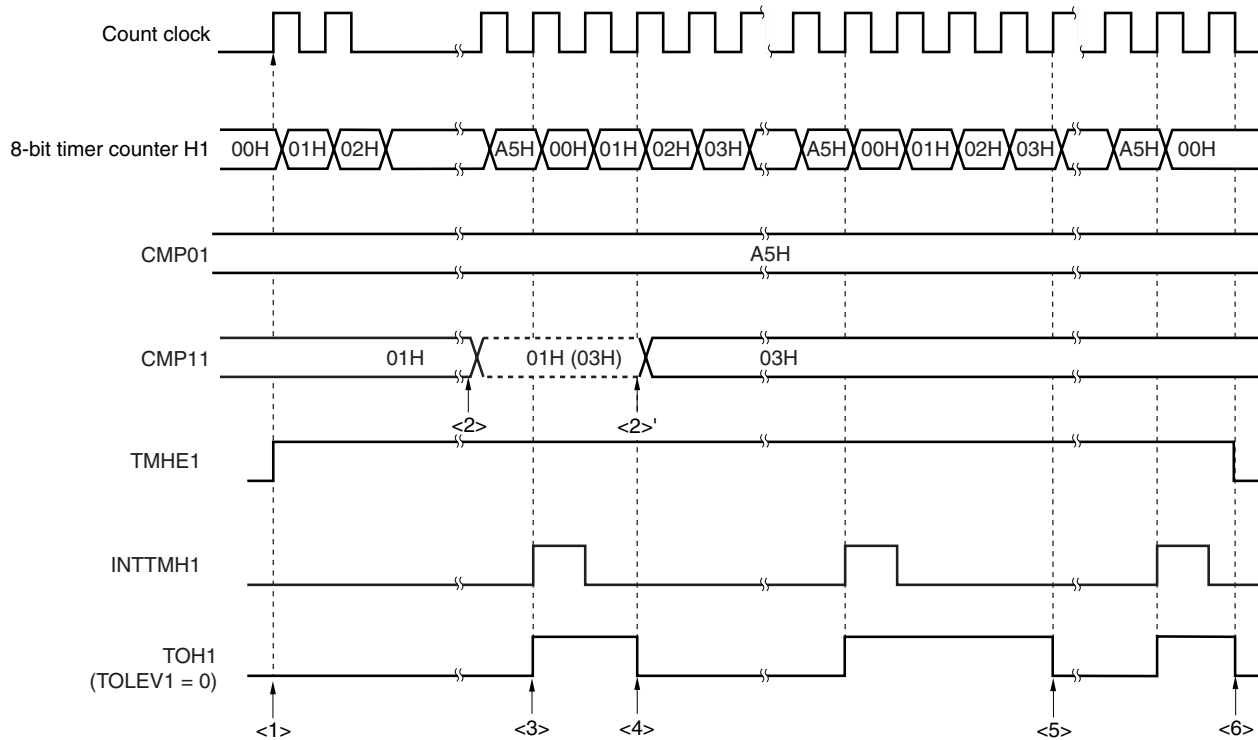 Count clock
8-bit timer counter H1 00H 01H 02H A5H 00H 01H 02H 03H A5H 00H 01H 02H 03H A5H 00H
CMP01 A5H
CMP11 01H 01H (03H) 03H
<2> <2>'
TMHE1
INTTMH1
TOH1
(TOLEV1 = 0)
<1> <3> <4> <5> <6>